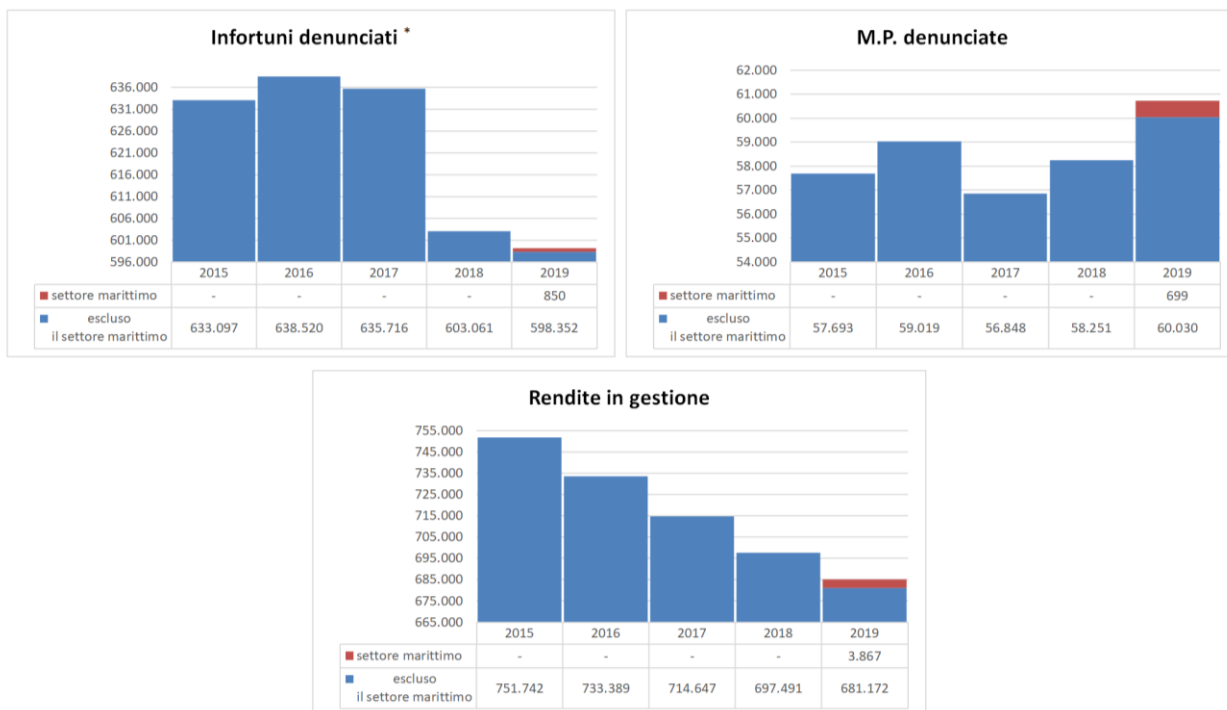 Infortuni denunciati *
636.000
631.000
626.000
621.000
616.000
611.000
606.000
601.000
596.000
2015 2016 2017 2018 2019
settore marittimo - - - - 850
escluso
il settore marittimo 633.097 638.520 635.716 603.061 598.352
M.P. denunciate
62.000
61.000
60.000
59.000
58.000
57.000
56.000
55.000
54.000
2015 2016 2017 2018 2019
settore marittimo - - - - 699
escluso
il settore marittimo 57.693 59.019 56.848 58.251 60.030
Rendite in gestione
755.000
745.000
735.000
725.000
715.000
705.000
695.000
685.000
675.000
665.000
2015 2016 2017 2018 2019
settore marittimo - - - - 3.867
escluso
il settore marittimo 751.742 733.389 714.647 697.491 681.172